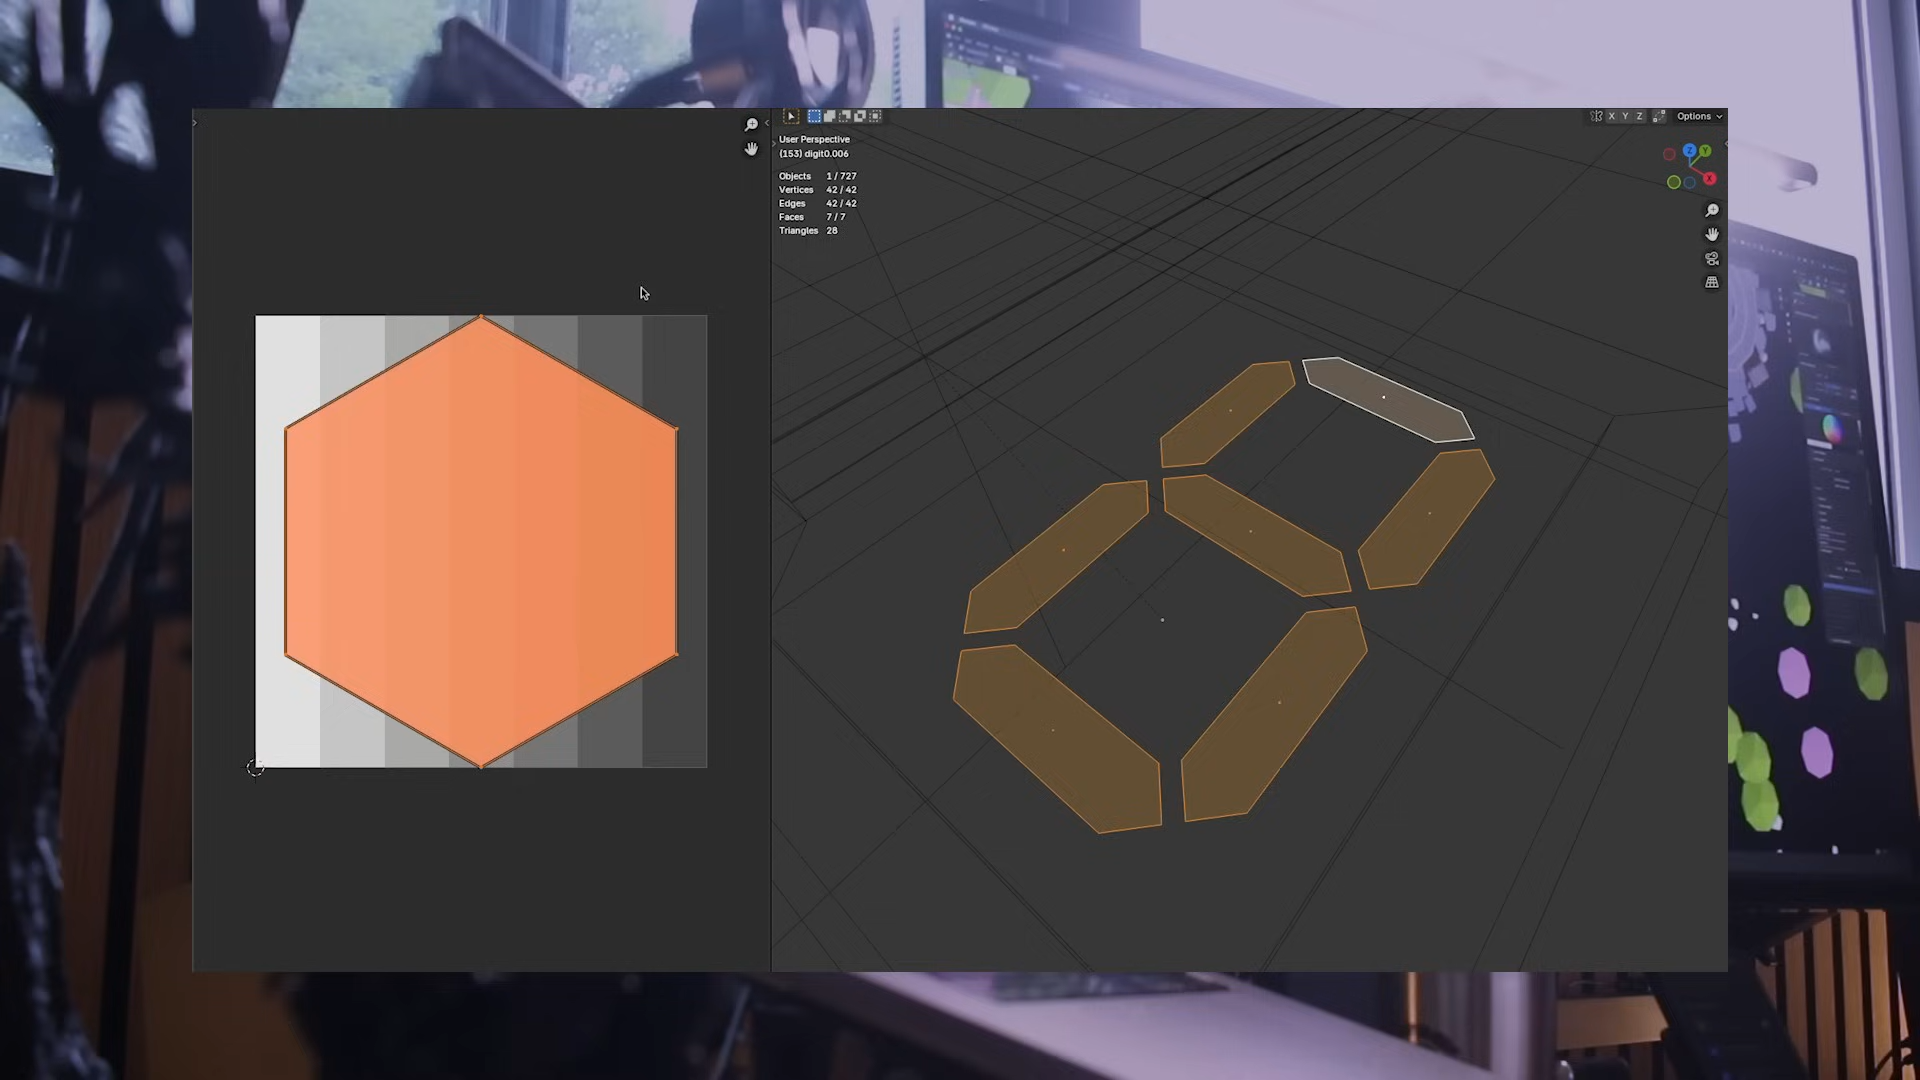 X Y Z
Options
User Perspective
(153) digit0.006
Objects 1 / 727
Vertices 42 / 42
Edges 42 / 42
Faces 7 / 7
Triangles 28
Z
Y
X